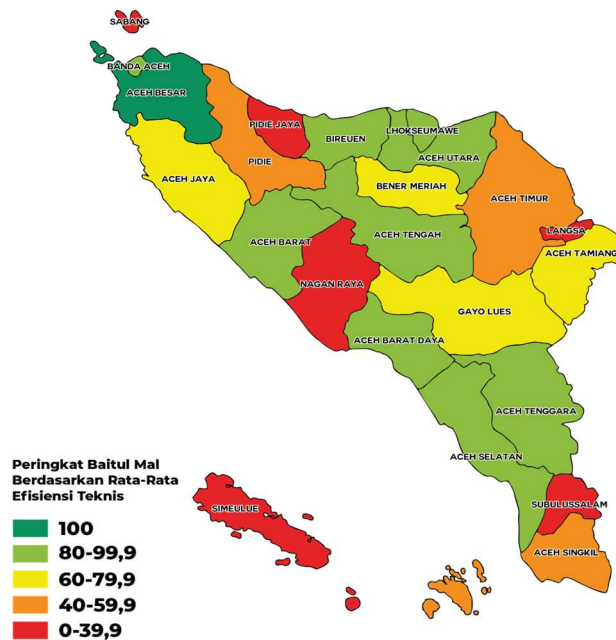 SABANG
BANDA ACEH
ACEH BESAR
PIDIE JAYA
BIREUEN
LHOKSEUMAWE
ACEH UTARA
PIDIE
ACEH JAYA
BENER MERIAH
ACEH TIMUR
LANGSA
ACEH BARAT
ACEH TENGAH
ACEH TAMIANG
NAGAN RAYA
GAYO LUES
ACEH BARAT DAYA
ACEH TENGGARA
ACEH SELATAN
SUBULUSSALAM
SIMEULUE
ACEH SINGKIL
Peringkat Baitul Mal
Berdasarkan Rata-Rata
Efisiensi Teknis
100
80-99,9
60-79,9
40-59,9
0-39,9